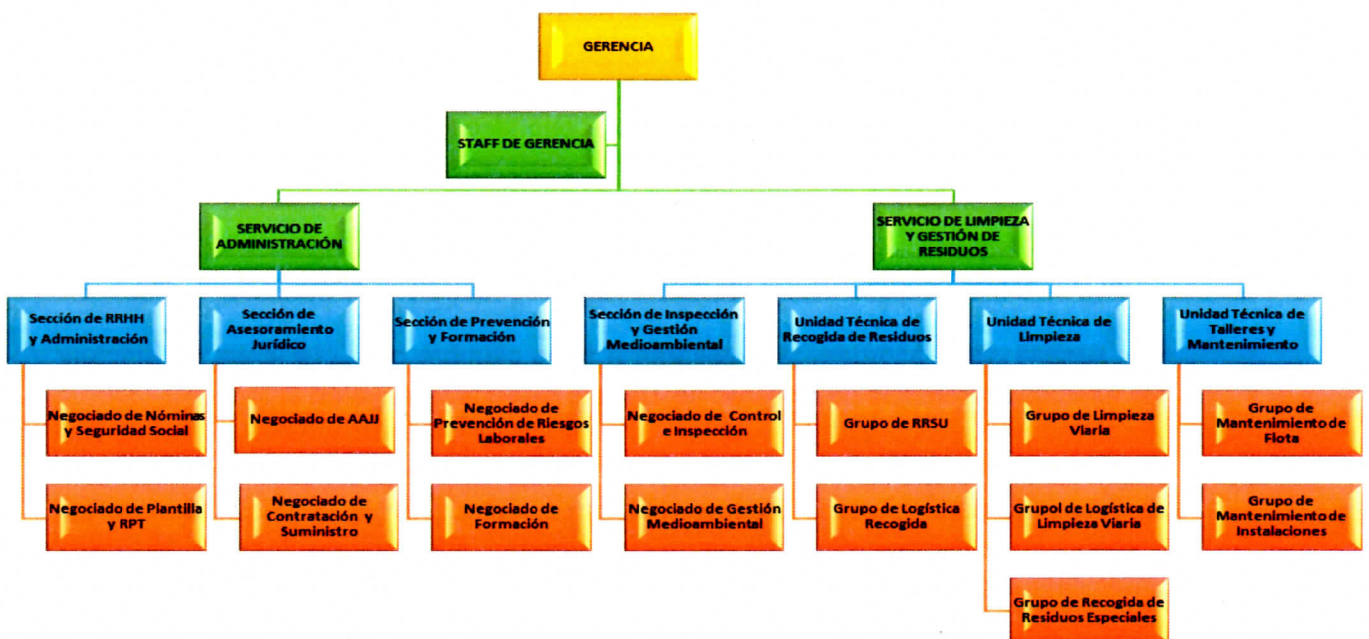 GERENCIA
STAFF DE GERENCIA
SERVICIO DE
ADMINISTRACIÓN
SERVICIO DE LIMPIEZA
Y GESTIÓN DE
RESIDUOS
Sección de RRHH
y Administración
Sección de
Asesoramiento
Jurídico
Sección de Prevención
y Formación
Sección de Inspección
y Gestión
Medioambiental
Unidad Técnica de
Recogida de Residuos
Unidad Técnica de
Limpieza
Unidad Técnica de
Talleres y
Mantenimiento
Negociado de Nóminas
y Seguridad Social
Negociado de AAJJ
Negociado de
Prevención de Riesgos
Laborales
Negociado de Control
e Inspección
Grupo de RRSU
Grupo de Limpieza
Viaria
Grupo de
Mantenimiento de
Flota
Negociado de Plantilla
y RPT
Negociado de
Contratación y
Suministro
Negociado de
Formación
Negociado de Gestión
Medioambiental
Grupo de Logística
Recogida
Grupol de Logística de
Limpieza Viaria
Grupo de
Mantenimiento de
Instalaciones
Grupo de Recogida de
Residuos Especiales